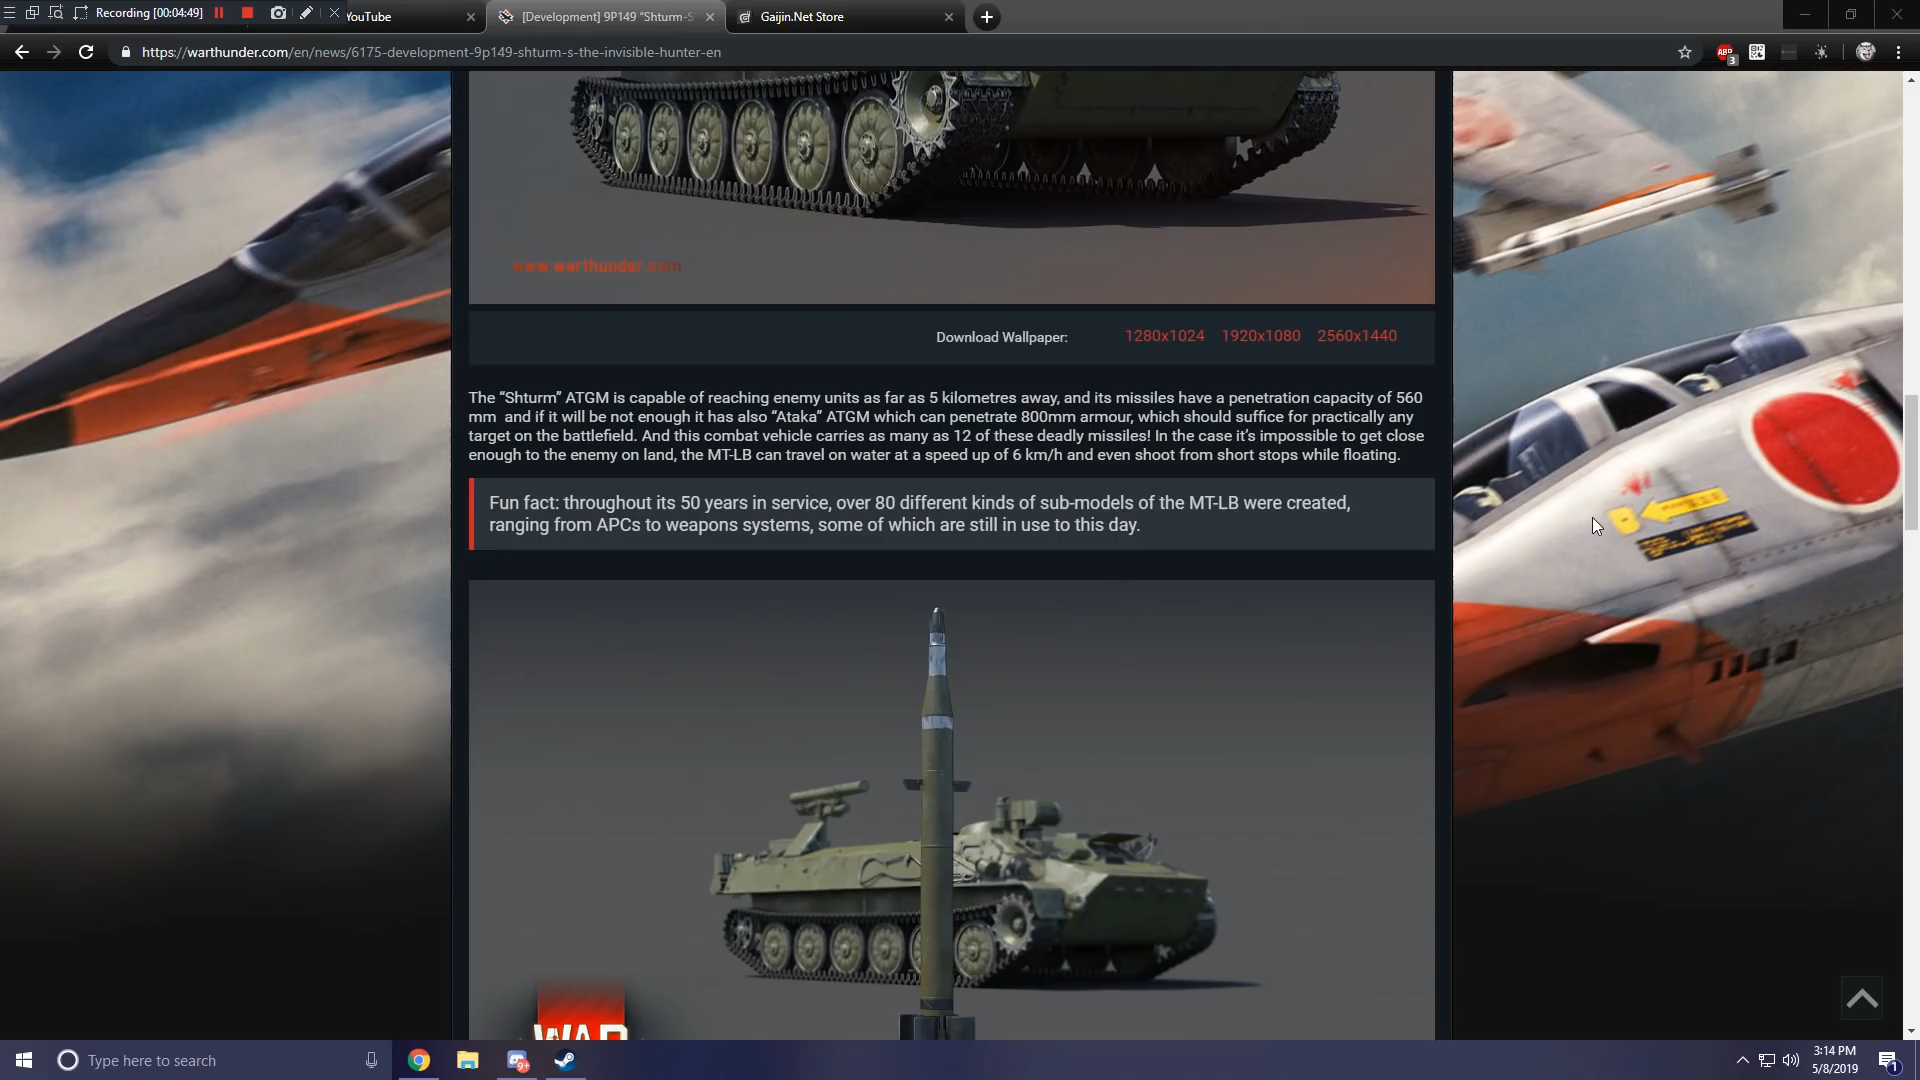 Recording [00:04:49]
YouTube
[Development] 9P149 "Shturm-S
Gaijin.Net Store
https://warthunder.com/en/news/6175-development-9p149-shturm-s-the-invisible-hunter-en
ABP
3
www.warthunder.com
Download Wallpaper: 1280x1024 1920x1080 2560x1440
The “Shturm” ATGM is capable of reaching enemy units as far as 5 kilometres away, and its missiles have a penetration capacity of 560
mm and if it will be not enough it has also “Ataka” ATGM which can penetrate 800mm armour, which should suffice for practically any
target on the battlefield. And this combat vehicle carries as many as 12 of these deadly missiles! In the case it’s impossible to get close
enough to the enemy on land, the MT-LB can travel on water at a speed up of 6 km/h and even shoot from short stops while floating.
Fun fact: throughout its 50 years in service, over 80 different kinds of sub-models of the MT-LB were created,
ranging from APCs to weapons systems, some of which are still in use to this day.
WAR
Type here to search
9+
3:14 PM
5/8/2019
1